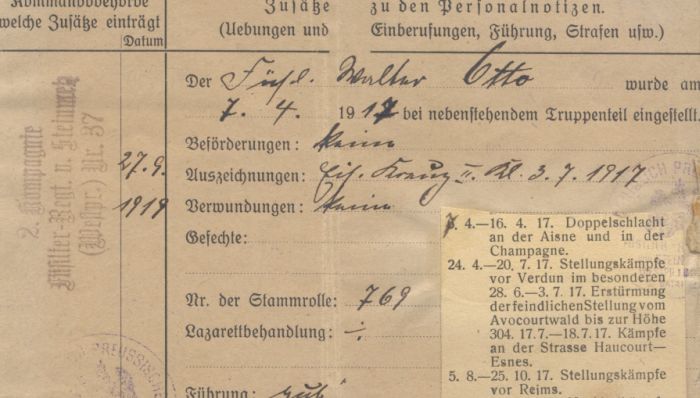 Kommandobehörde
welche Zusätze einträgt
Datum
Zusätze zu den Personalnotizen.
(Uebungen und Einberufungen, Führung, Strafen usw.)
2. Kompagnie
Füsilier-Regt. v. Steinmetz
(Westpr.) Nr. 37
27.9.
1919
Der Füsl. Walter Otto wurde am
7. 4. 1917 bei nebenstehendem Truppenteil eingestellt.
Beförderungen: keine
Auszeichnungen: Eis. Kreuz II. Kl. 3. 7. 1917
Verwundungen: keine
Gefechte:
Nr. der Stammrolle: 769
Lazarettbehandlung: ÷
Führung: gut
7. 4.—16. 4. 17. Doppelschlacht
an der Aisne und in der
Champagne.
24. 4.—20. 7. 17. Stellungskämpfe
vor Verdun im besonderen
28. 6.—3. 7. 17. Erstürmung
der feindlichen Stellung vom
Avocourtwald bis zur Höhe
304. 17.7.—18.7.17. Kämpfe
an der Strasse Haucourt—
Esnes.
5. 8.—25. 10. 17. Stellungskämpfe
vor Reims.
PREUSSISCHE